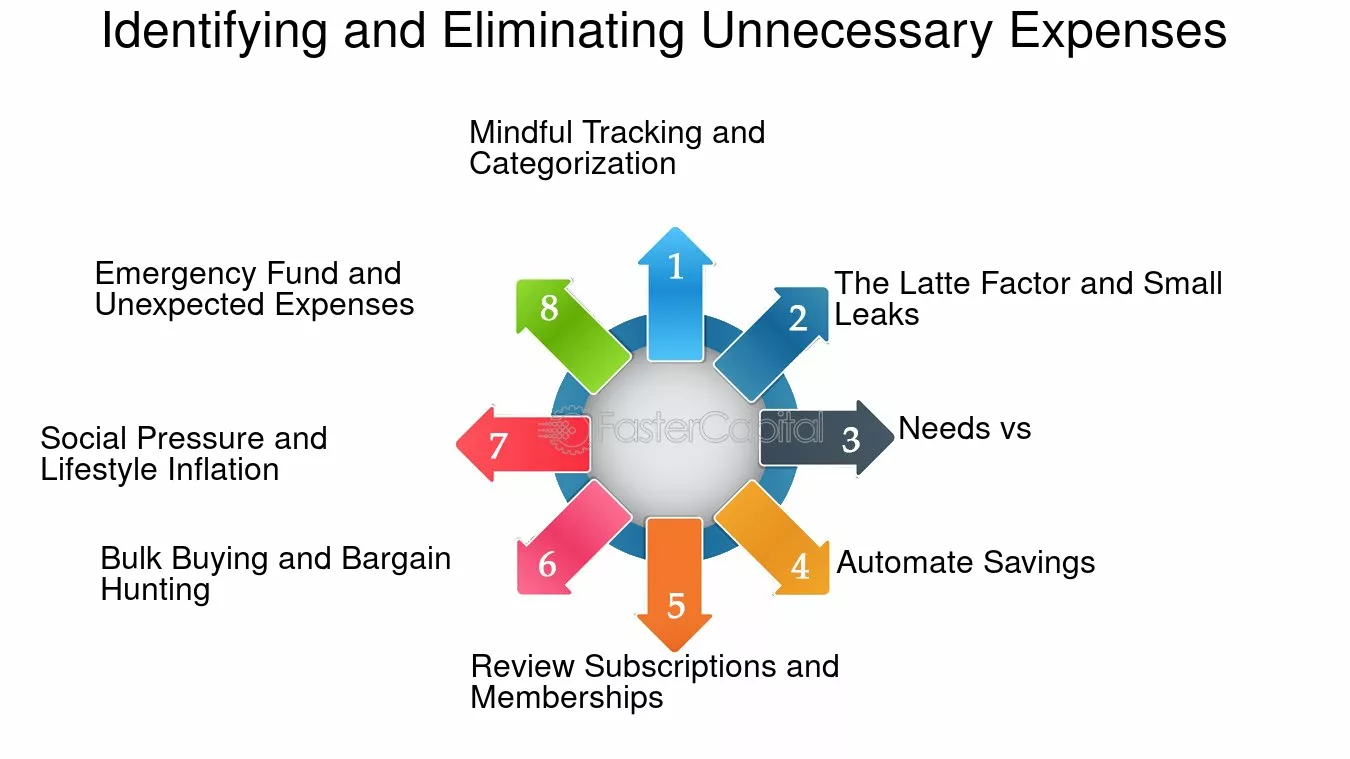 Identifying and Eliminating Unnecessary Expenses
Mindful Tracking and
Categorization
1
The Latte Factor and Small
Leaks
2
Needs vs
3
Automate Savings
4
Review Subscriptions and
Memberships
5
Bulk Buying and Bargain
Hunting
6
Social Pressure and
Lifestyle Inflation
7
Emergency Fund and
Unexpected Expenses
8
FasterCapital